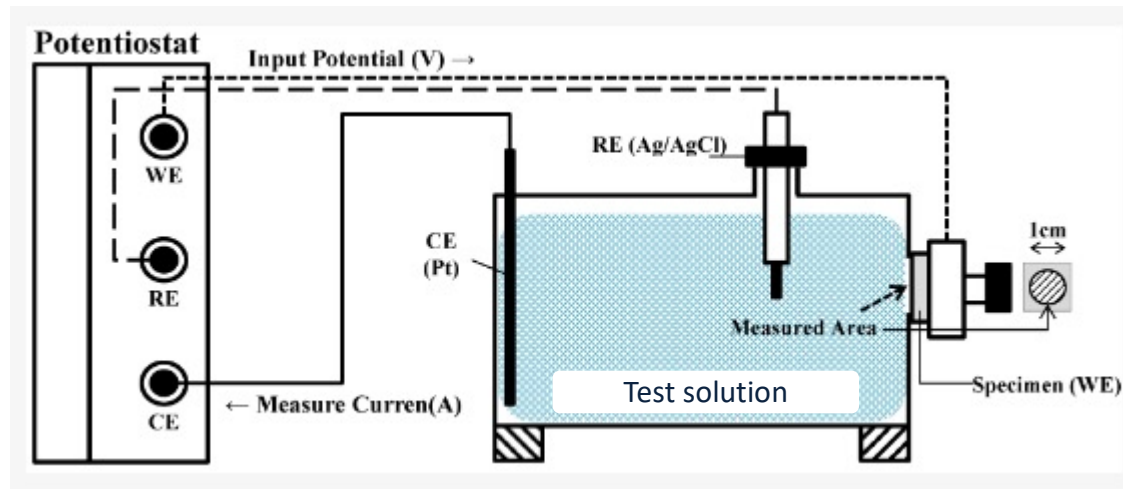 Potentiostat
Input Potential (V) →
WE
RE
CE
← Measure Curren(A)
RE (Ag/AgCl)
CE
(Pt)
1cm
Measured Area
Specimen (WE)
Test solution